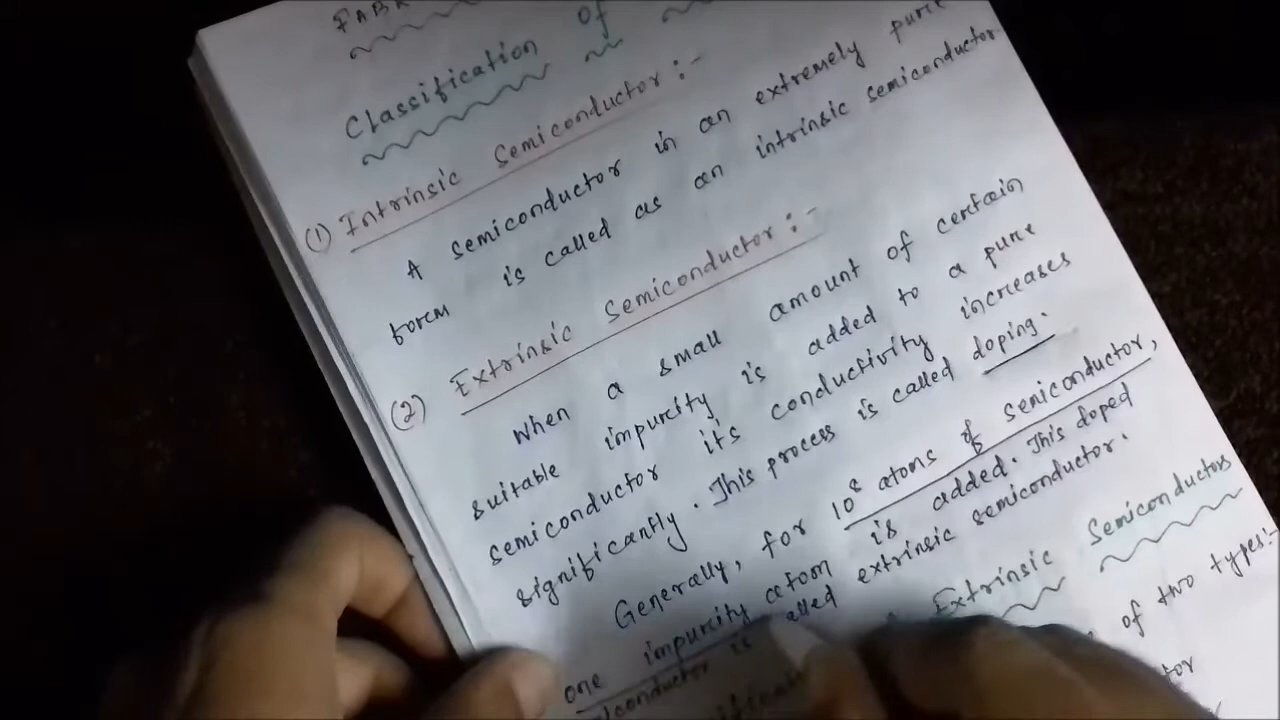 Classification of
(1) Intrinsic Semiconductor :-
A semiconductor in an extremely pure
form is called as an intrinsic semiconductor.
(2) Extrinsic Semiconductor :-
When a small amount of certain
suitable impurity is added to a pure
semiconductor its conductivity increases
significantly. This process is called doping.
Generally, for 10⁸ atoms of semiconductor,
one impurity atom is added. This doped
is called extrinsic semiconductor.
Extrinsic Semiconductors
of two types:-